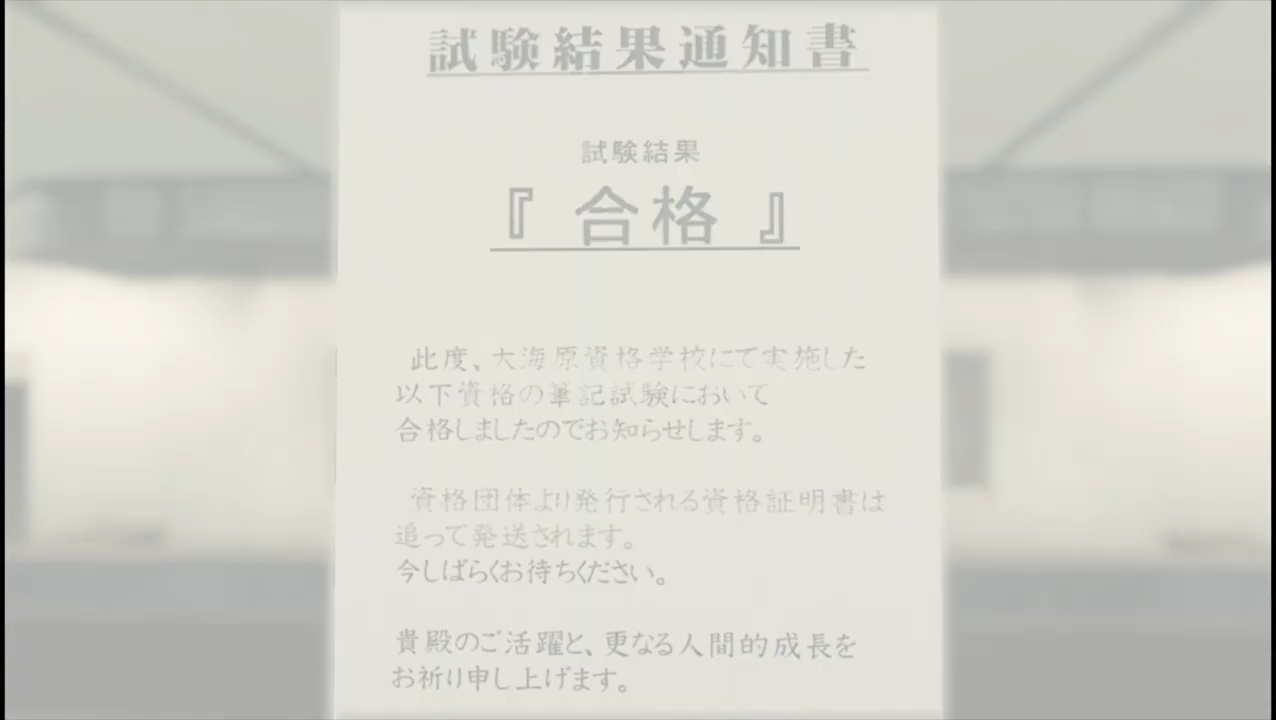 試験結果通知書
試験結果
『 合格 』
此度、大海原資格学校にて実施した
以下資格の筆記試験において
合格しましたのでお知らせします。
資格団体より発行される資格証明書は
追って発送されます。
今しばらくお待ちください。
貴殿のご活躍と、更なる人間的成長を
お祈り申し上げます。